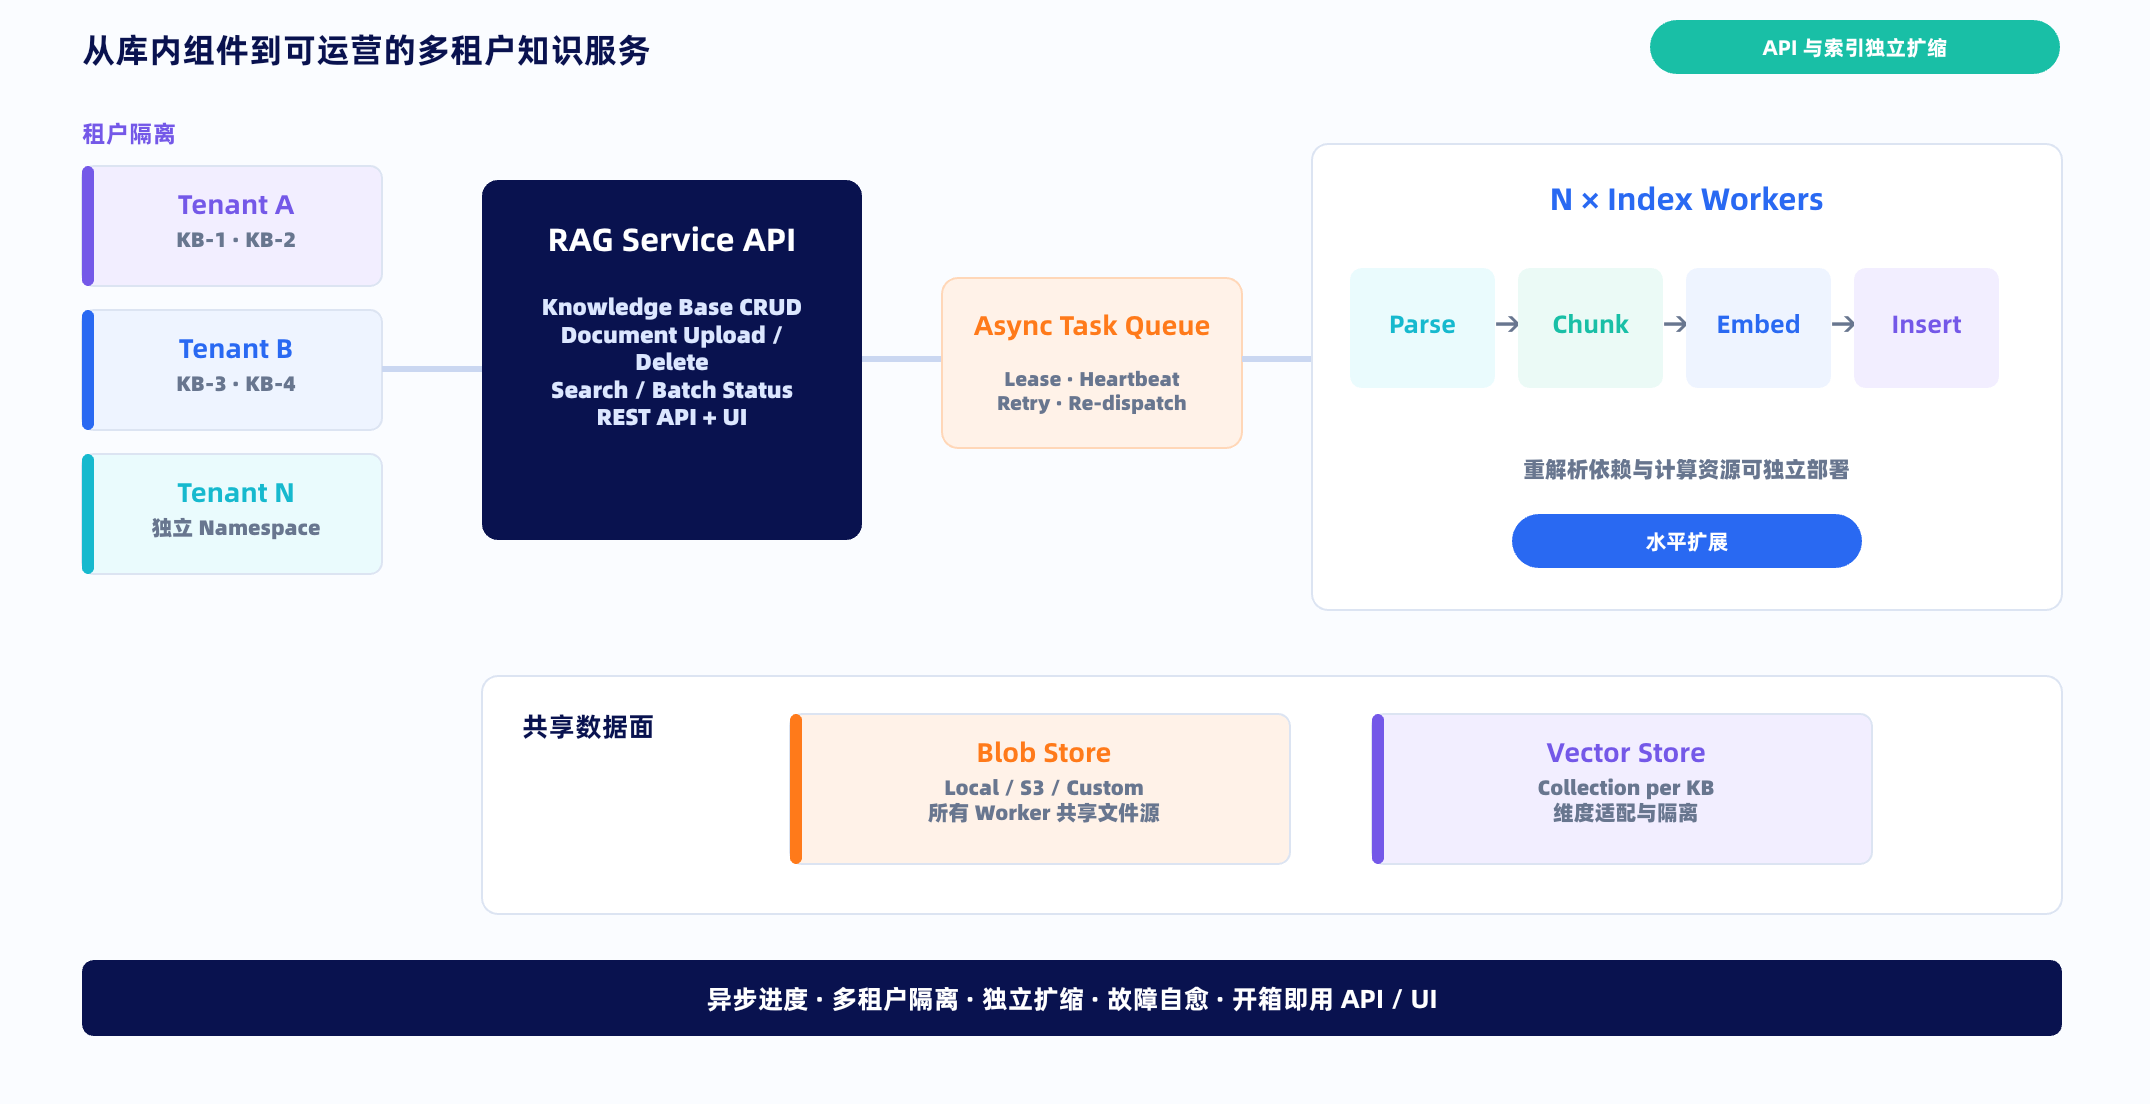 从库内组件到可运营的多租户知识服务
API 与索引独立扩缩
租户隔离
Tenant A
KB-1 · KB-2
Tenant B
KB-3 · KB-4
Tenant N
独立 Namespace
RAG Service API
Knowledge Base CRUD
Document Upload /
Delete
Search / Batch Status
REST API + UI
Async Task Queue
Lease · Heartbeat
Retry · Re-dispatch
N × Index Workers
Parse → Chunk → Embed → Insert
重解析依赖与计算资源可独立部署
水平扩展
共享数据面
Blob Store
Local / S3 / Custom
所有 Worker 共享文件源
Vector Store
Collection per KB
维度适配与隔离
异步进度 · 多租户隔离 · 独立扩缩 · 故障自愈 · 开箱即用 API / UI